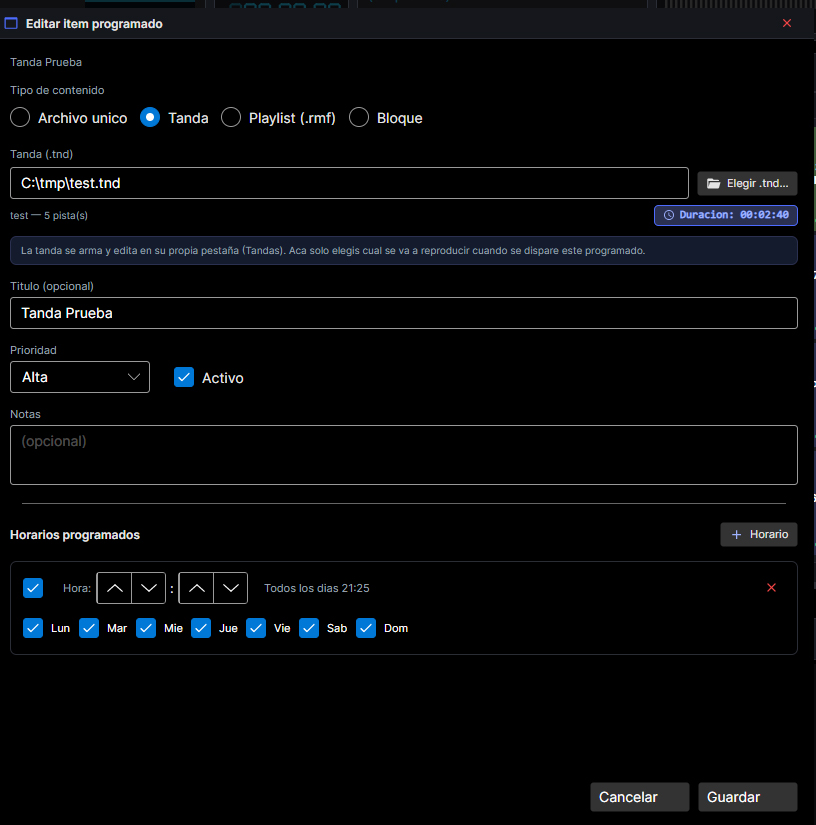 Editar item programado
Tanda Prueba
Tipo de contenido
Archivo unico Tanda Playlist (.rmf) Bloque
Tanda (.tnd)
C:\tmp\test.tnd Elegir .tnd...
test — 5 pista(s) Duracion: 00:02:40
La tanda se arma y edita en su propia pestaña (Tandas). Aca solo elegis cual se va a reproducir cuando se dispare este programado.
Titulo (opcional)
Tanda Prueba
Prioridad
Alta Activo
Notas
(opcional)
Horarios programados + Horario
Hora: : Todos los dias 21:25
Lun Mar Mie Jue Vie Sab Dom
Cancelar Guardar